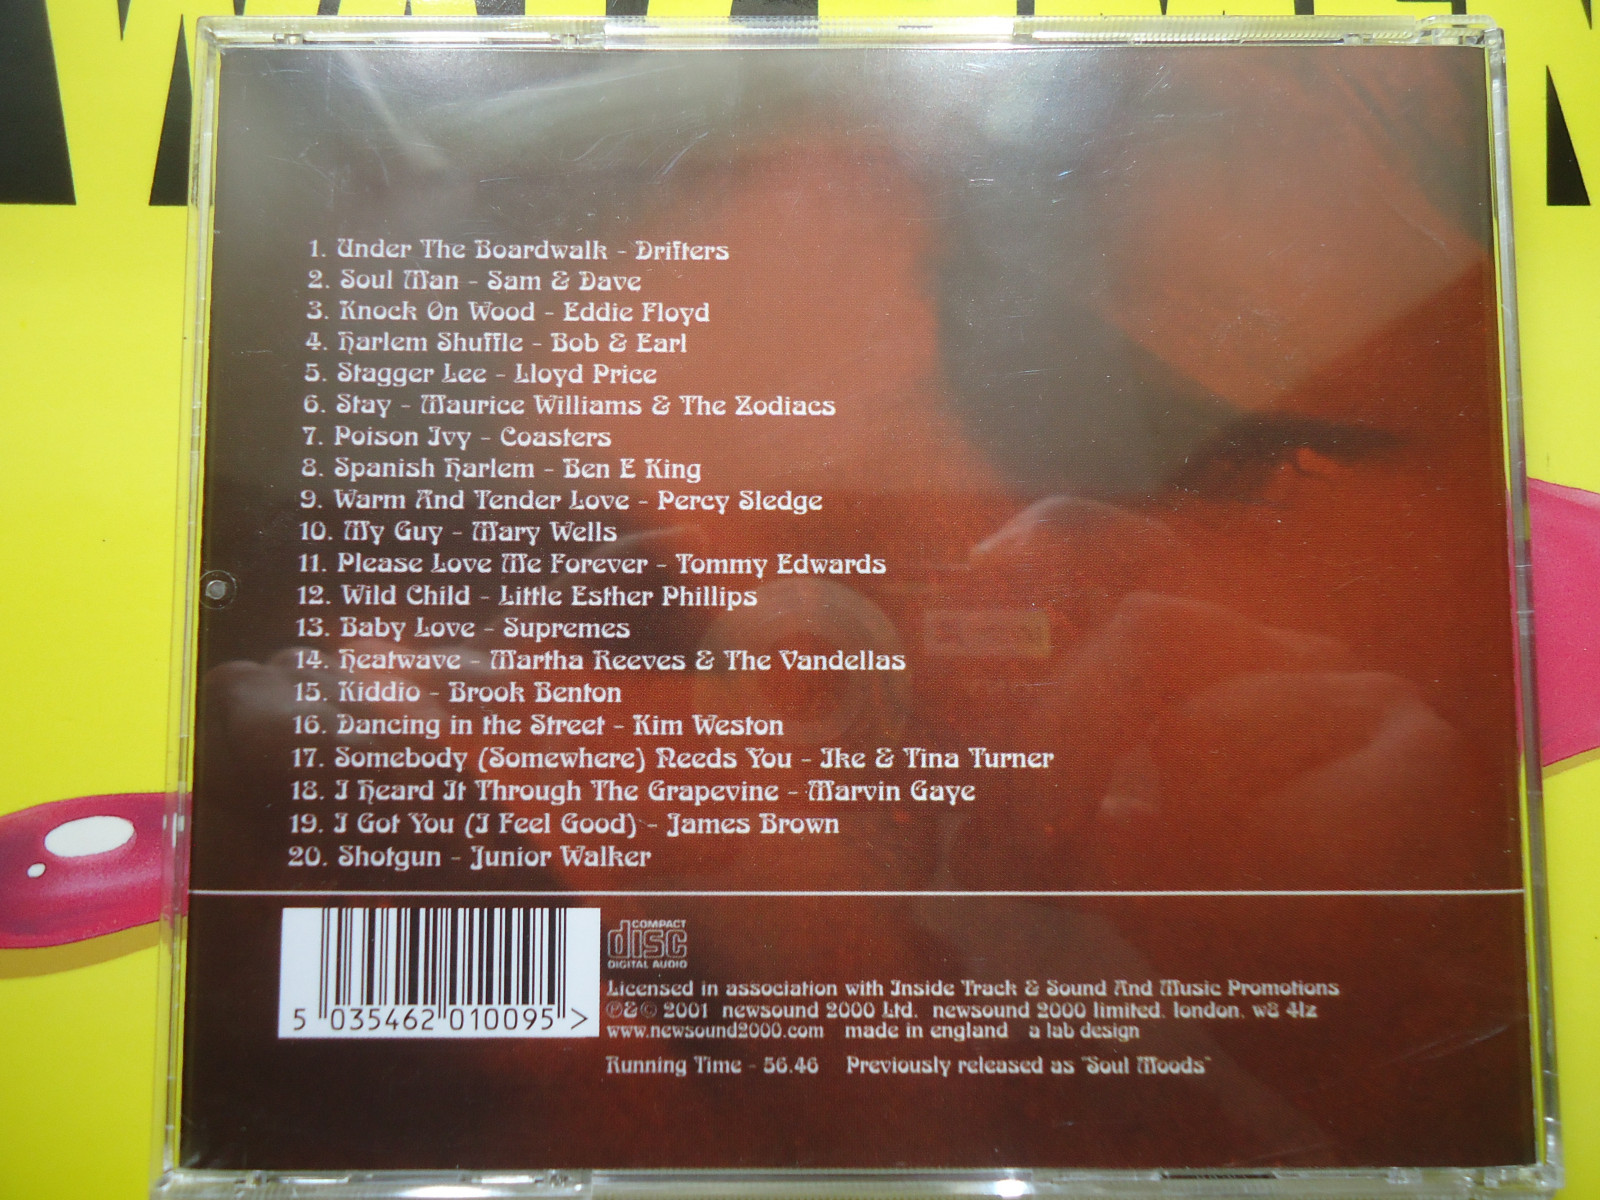 1. Under The Boardwalk - Drifters
2. Soul Man - Sam & Dave
3. Knock On Wood - Eddie Floyd
4. Harlem Shuffle - Bob & Earl
5. Stagger Lee - Lloyd Price
6. Stay - Maurice Williams & The Zodiacs
7. Poison Ivy - Coasters
8. Spanish Harlem - Ben E King
9. Warm And Tender Love - Percy Sledge
10. My Guy - Mary Wells
11. Please Love Me Forever - Tommy Edwards
12. Wild Child - Little Esther Phillips
13. Baby Love - Supremes
14. Heatwave - Martha Reeves & The Vandellas
15. Kiddio - Brook Benton
16. Dancing in the Street - Kim Weston
17. Somebody (Somewhere) Needs You - Ike & Tina Turner
18. I Heard It Through The Grapevine - Marvin Gaye
19. I Got You (I Feel Good) - James Brown
20. Shotgun - Junior Walker
COMPACT
disc
DIGITAL AUDIO
5 035462 010095 >
Licensed in association with Inside Track & Sound And Music Promotions
℗&© 2001 newsound 2000 Ltd. newsound 2000 limited. london. w8 4lz
www.newsound2000.com made in england a lab design
Running Time - 56.46 Previously released as "Soul Moods"